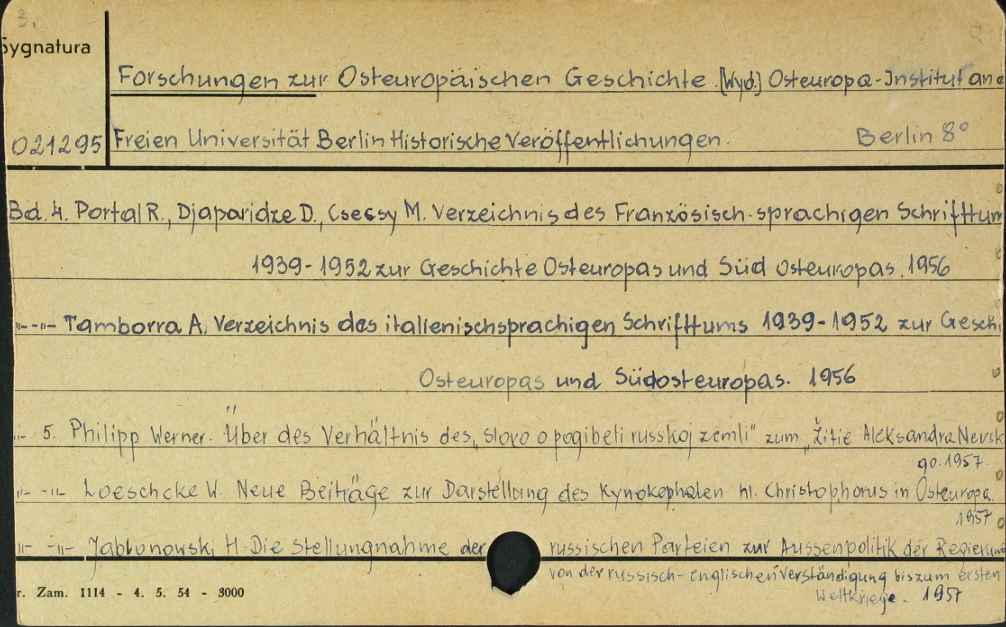 3.
Sygnatura
Forschungen zur Osteuropäischen Geschichte. [Wyd.] Osteuropa-Institut an d
021295 Freien Universität Berlin Historische Veröffentlichungen. Berlin 8°
Bd. 4. Portal R., Djaparidze D., Csecsy M. Verzeichnis des Französisch-sprachigen Schrifttum
1939-1952 zur Geschichte Osteuropas und Süd Osteuropas. 1956
-"- -"- Tamborra A. Verzeichnis das italienischsprachigen Schrifttums 1939-1952 zur Gesch.
Osteuropas und Südosteuropas. 1956
-"- 5. Philipp Werner. Über des Verhältnis des „Slovo o pogibeli russkoj zemli" zum „Žitie Aleksandra Nevsk
go. 1957.
-"- -"- Loeschcke W. Neue Beiträge zur Darstellung des Kynokephalen hl. Christophorus in Osteuropa.
1957
-"- -"- Jabłonowski H. Die Stellungnahme der russischen Parteien zur Aussenpolitik der Regierung
von der russisch-englischen Verständigung bis zum ersten
Weltkriege. 1957
r. Zam. 1114 - 4. 5. 54 - 3000